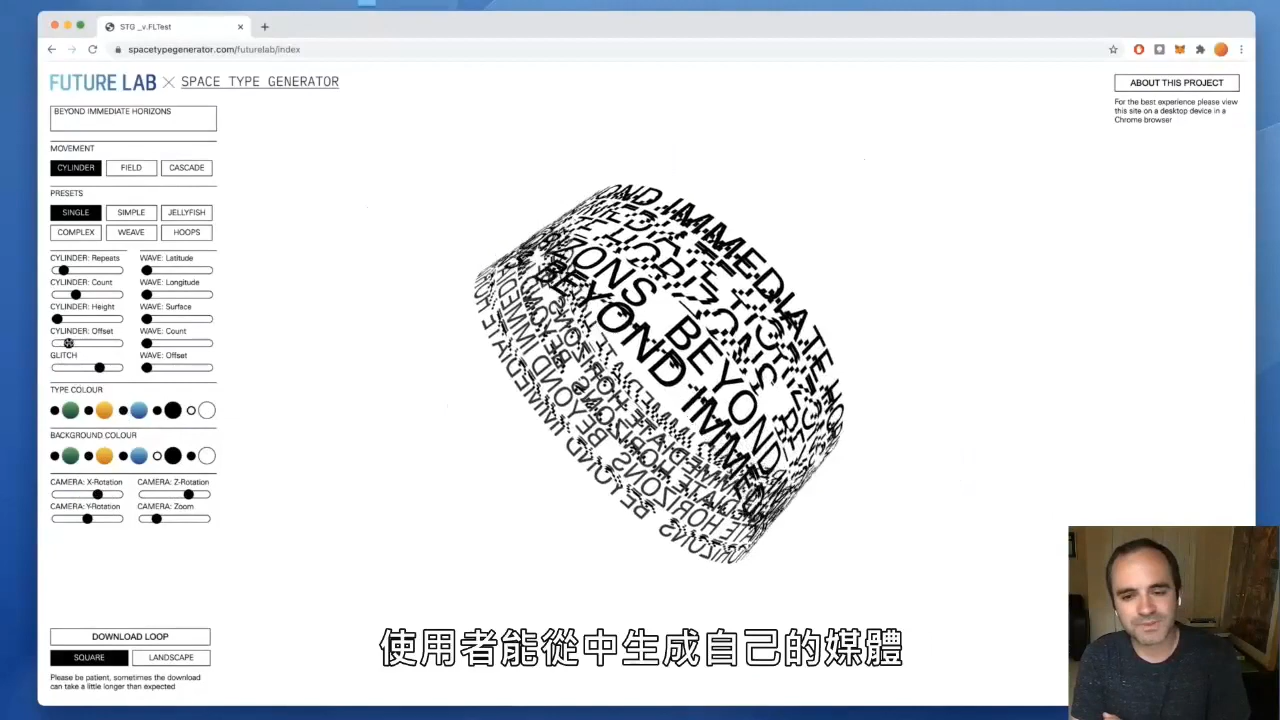 STG _v.FLTest
spacetypegenerator.com/futurelab/index
FUTURE LAB × SPACE TYPE GENERATOR
ABOUT THIS PROJECT
For the best experience please view
this site on a desktop device in a
Chrome browser
BEYOND IMMEDIATE HORIZONS
MOVEMENT
CYLINDER FIELD CASCADE
PRESETS
SINGLE SIMPLE JELLYFISH
COMPLEX WEAVE HOOPS
CYLINDER: Repeats WAVE: Latitude
CYLINDER: Count WAVE: Longitude
CYLINDER: Height WAVE: Surface
CYLINDER: Offset WAVE: Count
GLITCH WAVE: Offset
TYPE COLOUR
BACKGROUND COLOUR
CAMERA: X-Rotation CAMERA: Z-Rotation
CAMERA: Y-Rotation CAMERA: Zoom
BEYOND IMMEDIATE HORIZONS
DOWNLOAD LOOP
SQUARE LANDSCAPE
Please be patient, sometimes the download
can take a little longer than expected
使用者能從中生成自己的媒體